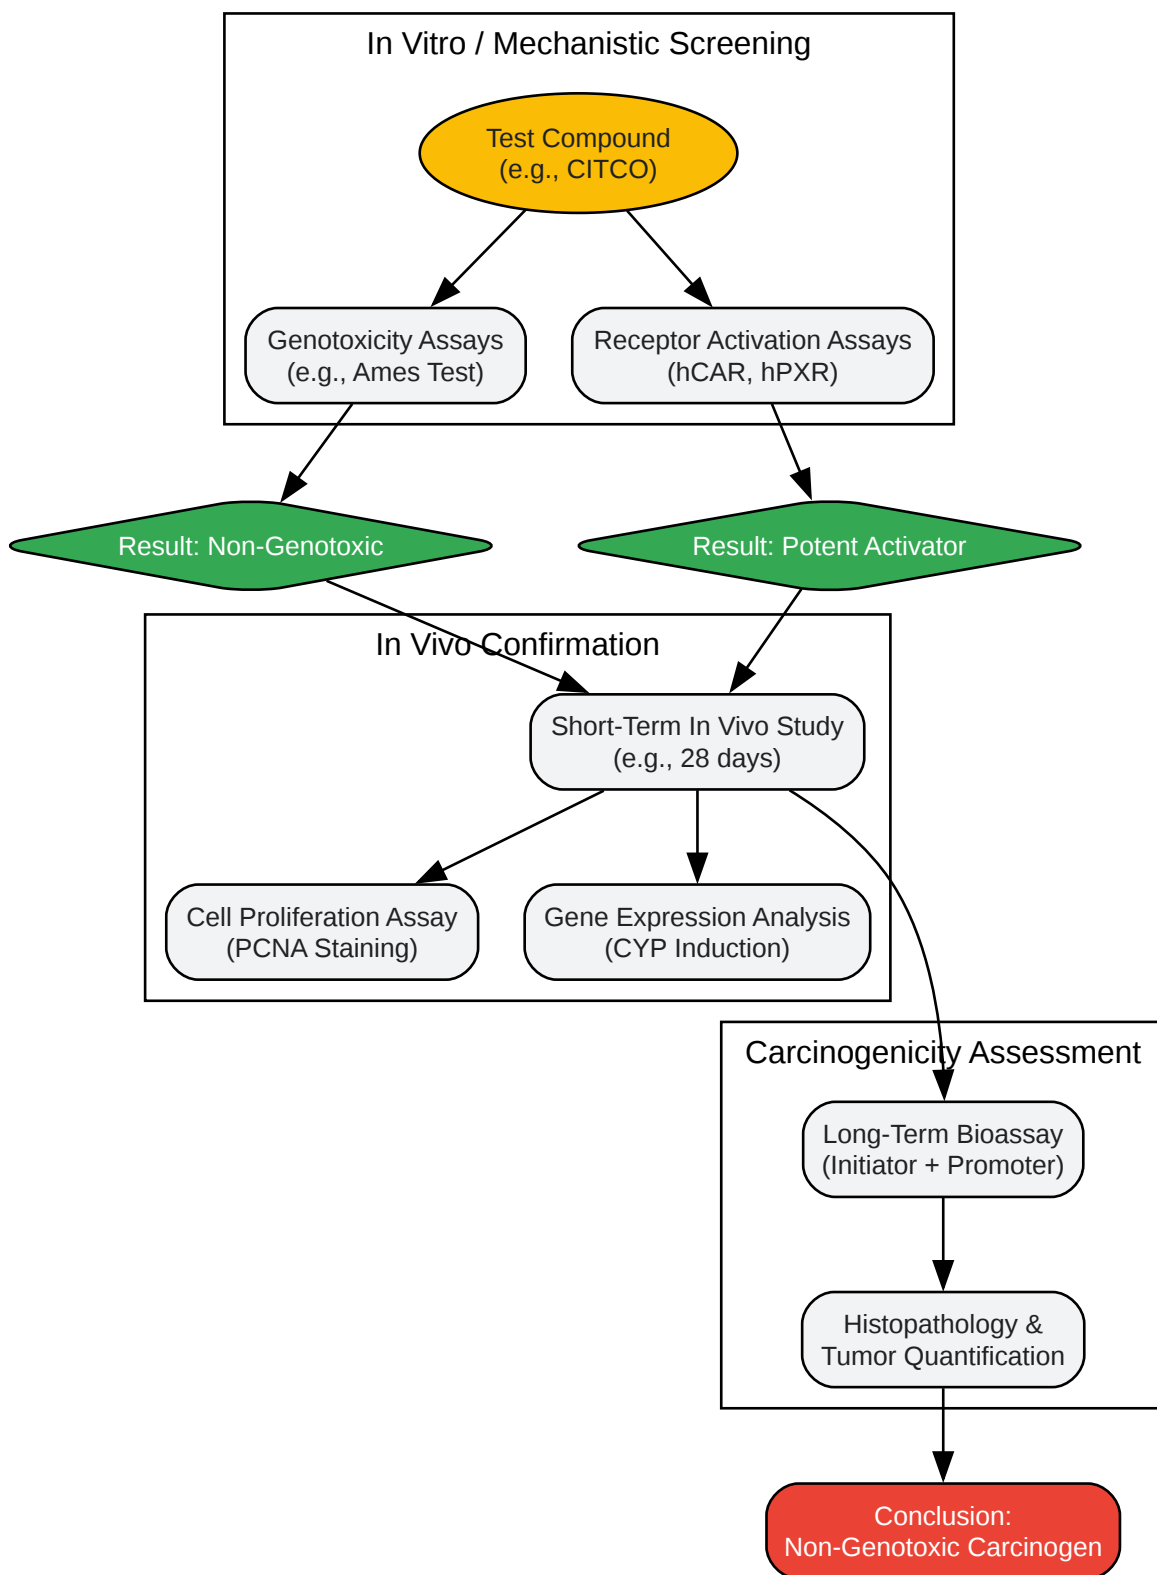 In Vitro / Mechanistic Screening
Test Compound
(e.g., CITCO)
Genotoxicity Assays
(e.g., Ames Test)
Receptor Activation Assays
(hCAR, hPXR)
Result: Non-Genotoxic
Result: Potent Activator
In Vivo Confirmation
Short-Term In Vivo Study
(e.g., 28 days)
Cell Proliferation Assay
(PCNA Staining)
Gene Expression Analysis
(CYP Induction)
Carcinogenicity Assessment
Long-Term Bioassay
(Initiator + Promoter)
Histopathology &
Tumor Quantification
Conclusion:
Non-Genotoxic Carcinogen